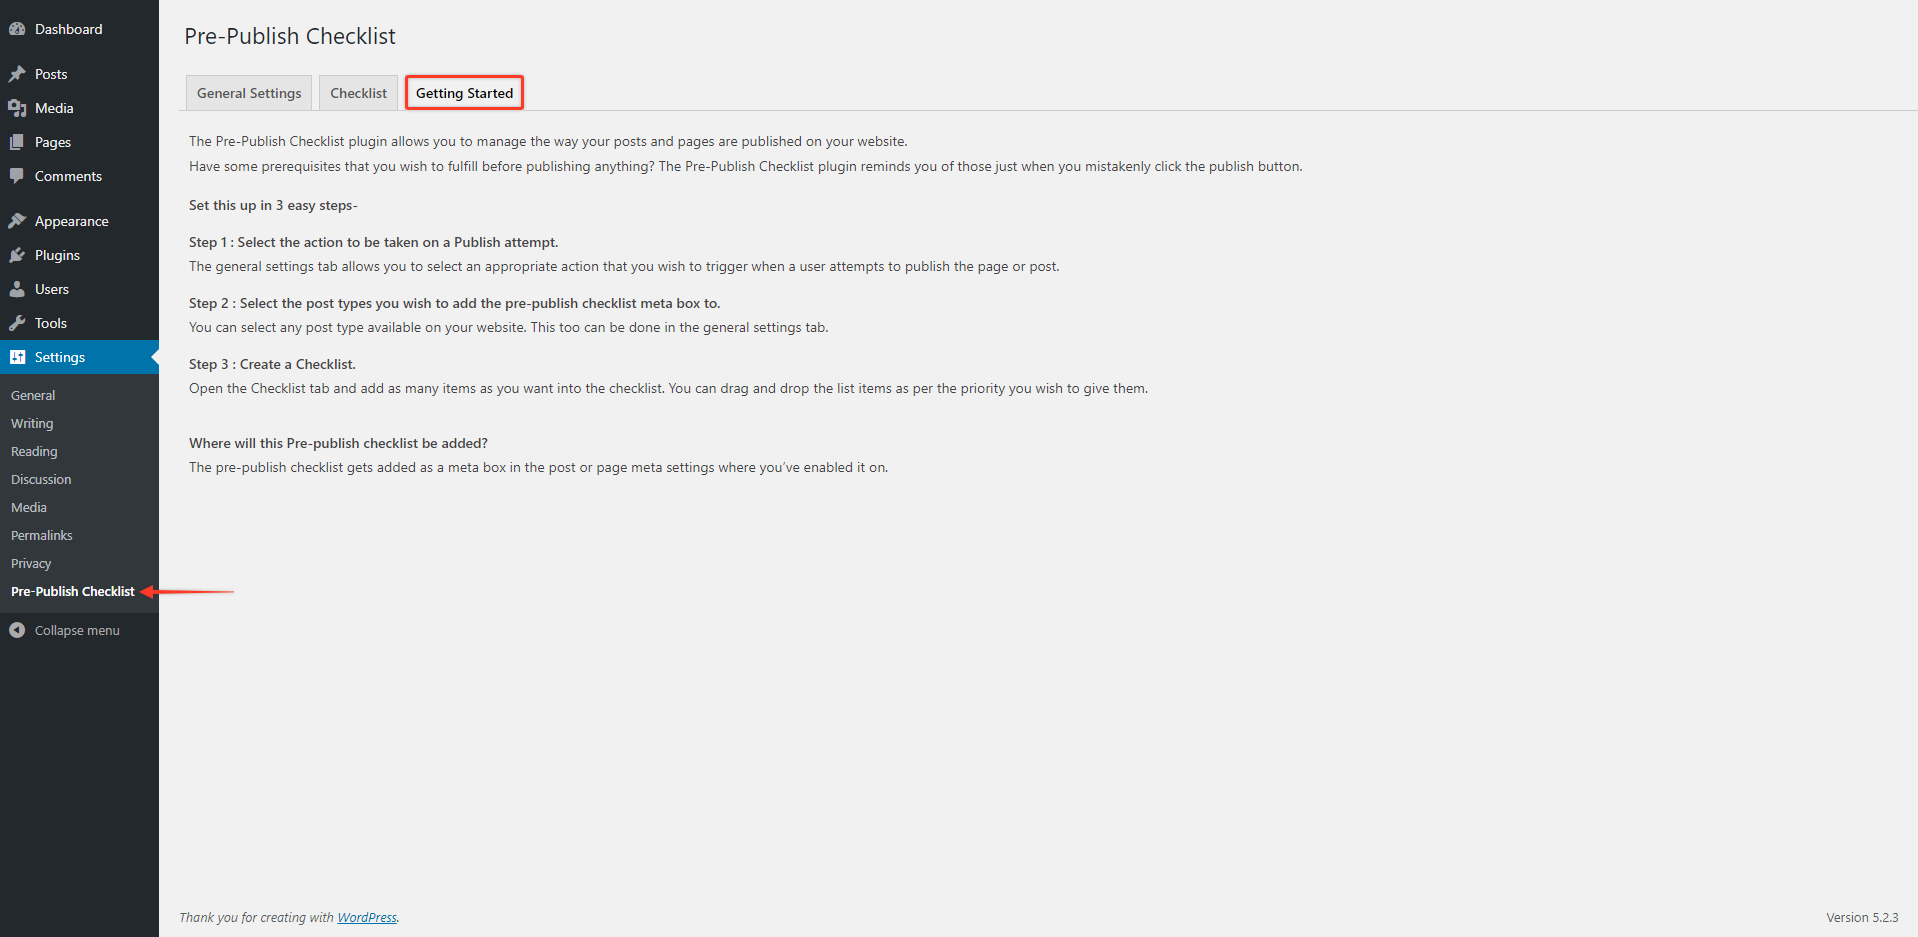 Dashboard
Posts
Media
Pages
Comments
Appearance
Plugins
Users
Tools
Settings
General
Writing
Reading
Discussion
Media
Permalinks
Privacy
Pre-Publish Checklist
Collapse menu
Pre-Publish Checklist
General Settings
Checklist
Getting Started
The Pre-Publish Checklist plugin allows you to manage the way your posts and pages are published on your website.
Have some prerequisites that you wish to fulfill before publishing anything? The Pre-Publish Checklist plugin reminds you of those just when you mistakenly click the publish button.
Set this up in 3 easy steps-
Step 1 : Select the action to be taken on a Publish attempt.
The general settings tab allows you to select an appropriate action that you wish to trigger when a user attempts to publish the page or post.
Step 2 : Select the post types you wish to add the pre-publish checklist meta box to.
You can select any post type available on your website. This too can be done in the general settings tab.
Step 3 : Create a Checklist.
Open the Checklist tab and add as many items as you want into the checklist. You can drag and drop the list items as per the priority you wish to give them.
Where will this Pre-publish checklist be added?
The pre-publish checklist gets added as a meta box in the post or page meta settings where you've enabled it on.
Thank you for creating with WordPress.
Version 5.2.3